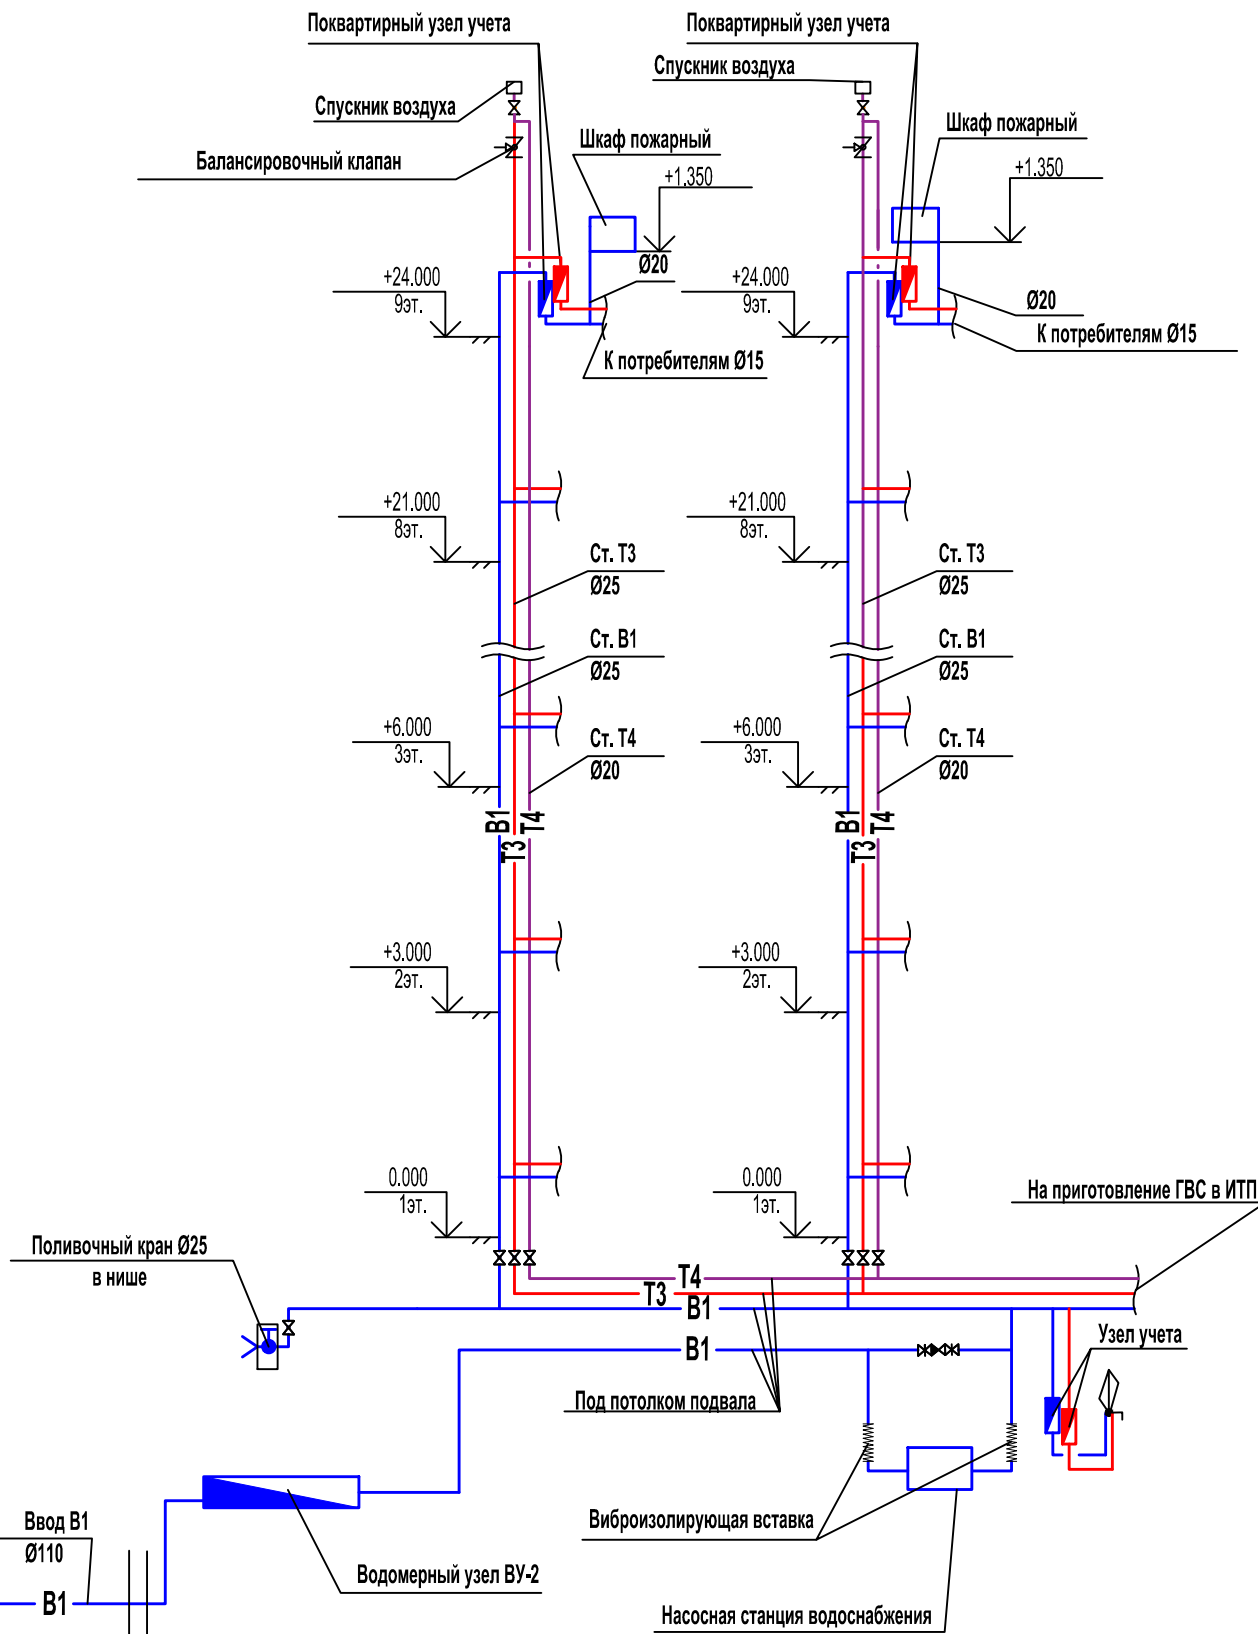 Поквартирный узел учета
Поквартирный узел учета
Спускник воздуха
Спускник воздуха
Балансировочный клапан
Шкаф пожарный
+1.350
Шкаф пожарный
+1.350
Ø20
Ø20
+24.000
9эт.
+24.000
9эт.
К потребителям Ø15
К потребителям Ø15
+21.000
8эт.
+21.000
8эт.
Ст. Т3
Ø25
Ст. Т3
Ø25
Ст. В1
Ø25
Ст. В1
Ø25
+6.000
3эт.
+6.000
3эт.
Ст. Т4
Ø20
Ст. Т4
Ø20
В1
Т3
Т4
В1
Т3
Т4
+3.000
2эт.
+3.000
2эт.
0.000
1эт.
0.000
1эт.
На приготовление ГВС в ИТП
Поливочный кран Ø25
в нише
Т4
Т3
В1
В1
Узел учета
Под потолком подвала
Виброизолирующая вставка
Ввод В1
Ø110
В1
Водомерный узел ВУ-2
Насосная станция водоснабжения